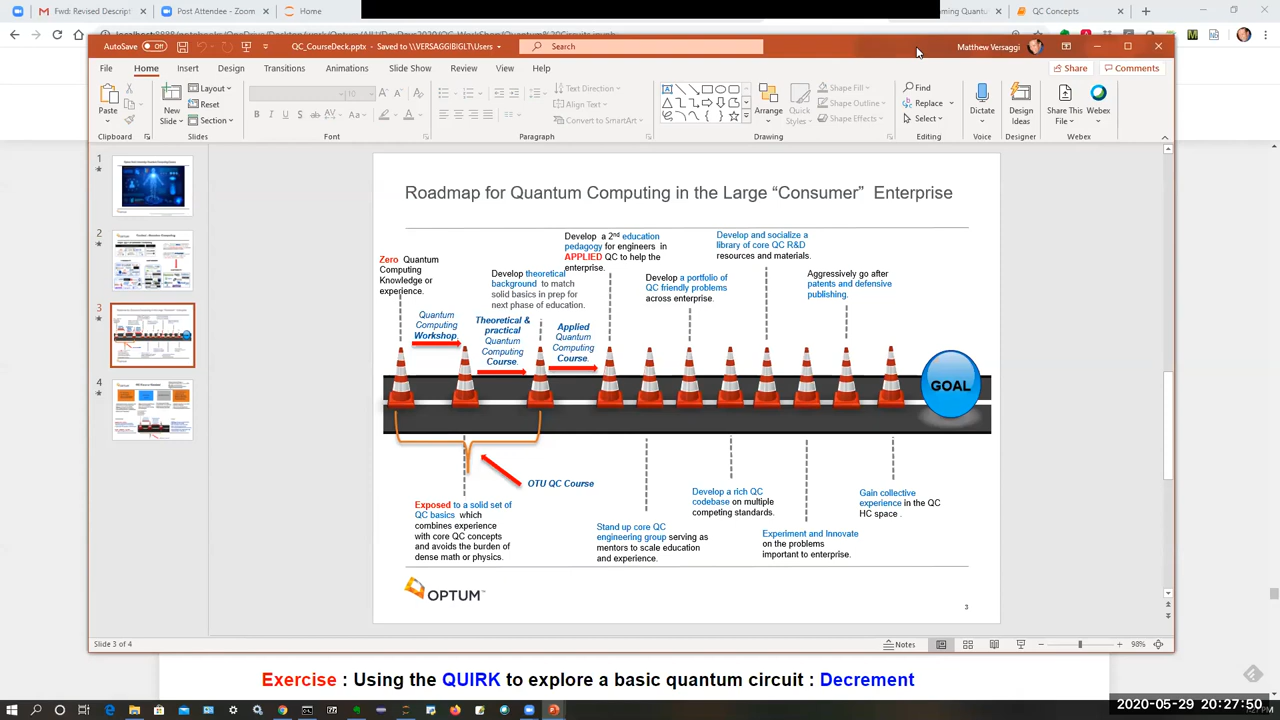 Fwd: Revised Descript
Post Attendee - Zoom
Home
QC Concepts
AutoSave Off
QC_CourseDeck.pptx - Saved to \\VERSAGGIBIGLT\Users
Search
Matthew Versaggi
File Home Insert Design Transitions Animations Slide Show Review View Help
Share Comments
Paste
New Slide
Layout
Reset
Section
Text Direction
Align Text
Convert to SmartArt
Arrange
Quick Styles
Shape Fill
Shape Outline
Shape Effects
Find
Replace
Select
Dictate
Design Ideas
Share This File
Webex
Clipboard Slides Font Paragraph Drawing Editing Voice Designer Webex
1
2
3
4
Roadmap for Quantum Computing in the Large “Consumer” Enterprise
Zero Quantum
Computing
Knowledge or
experience.
Quantum
Computing
Workshop.
Develop theoretical
background to match
solid basics in prep for
next phase of education.
Theoretical &
practical
Quantum
Computing
Course.
Develop a 2nd education
pedagogy for engineers in
APPLIED QC to help the
enterprise.
Applied
Quantum
Computing
Course.
Develop a portfolio of
QC friendly problems
across enterprise.
Develop and socialize a
library of core QC R&D
resources and materials.
Aggressively go after
patents and defensive
publishing.
GOAL
OTU QC Course
Exposed to a solid set of
QC basics which
combines experience
with core QC concepts
and avoids the burden of
dense math or physics.
Stand up core QC
engineering group serving as
mentors to scale education
and experience.
Develop a rich QC
codebase on multiple
competing standards.
Experiment and Innovate
on the problems
important to enterprise.
Gain collective
experience in the QC
HC space .
OPTUM
3
Slide 3 of 4
Notes
98%
Exercise : Using the QUIRK to explore a basic quantum circuit : Decrement
2020-05-29 20:27:50